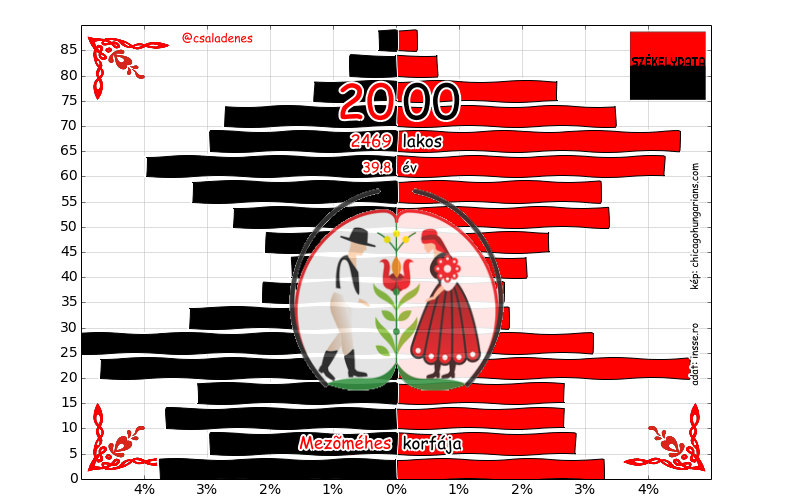 @csaladenes
SZÉKELYDATA
2000
2469 lakos
39.8 év
kép: chicagohungarians.com
adat: insse.ro
Mezőméhes korfája
85
80
75
70
65
60
55
50
45
40
35
30
25
20
15
10
5
0
4% 3% 2% 1% 0% 1% 2% 3% 4%